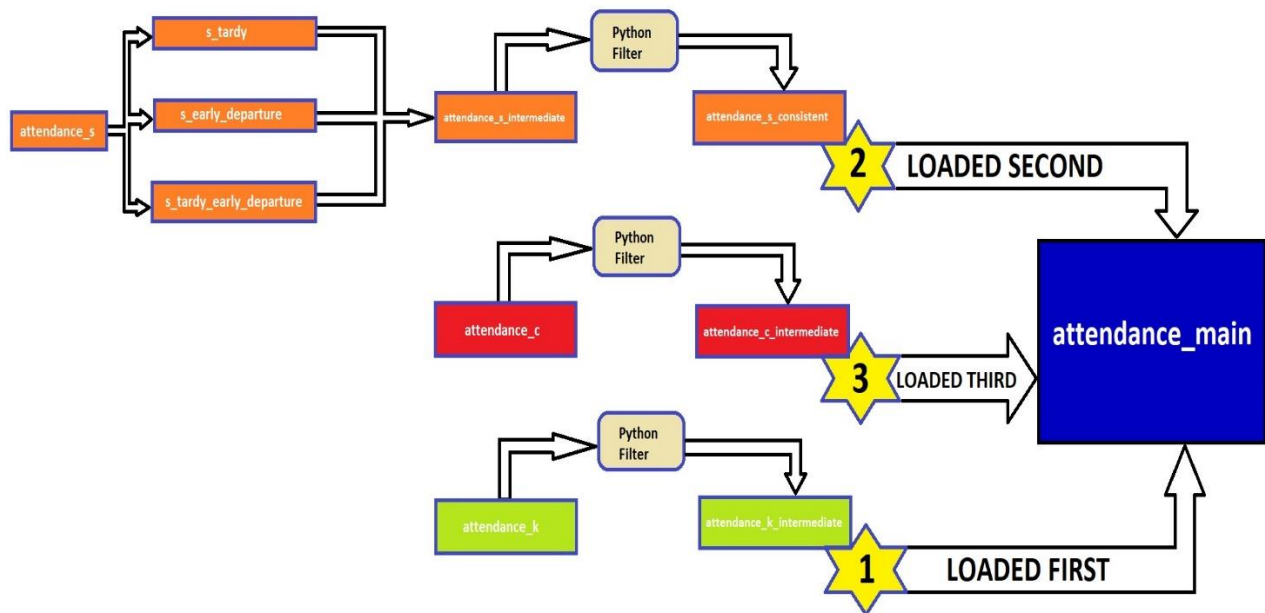 s_tardy
Python
Filter
s_early_departure
attendance_s
attendance_s_intermediate
attendance_s_consistent
2
LOADED SECOND
s_tardy_early_departure
Python
Filter
attendance_c
attendance_c_intermediate
attendance_main
3
LOADED THIRD
Python
Filter
attendance_k
attendance_k_intermediate
1
LOADED FIRST